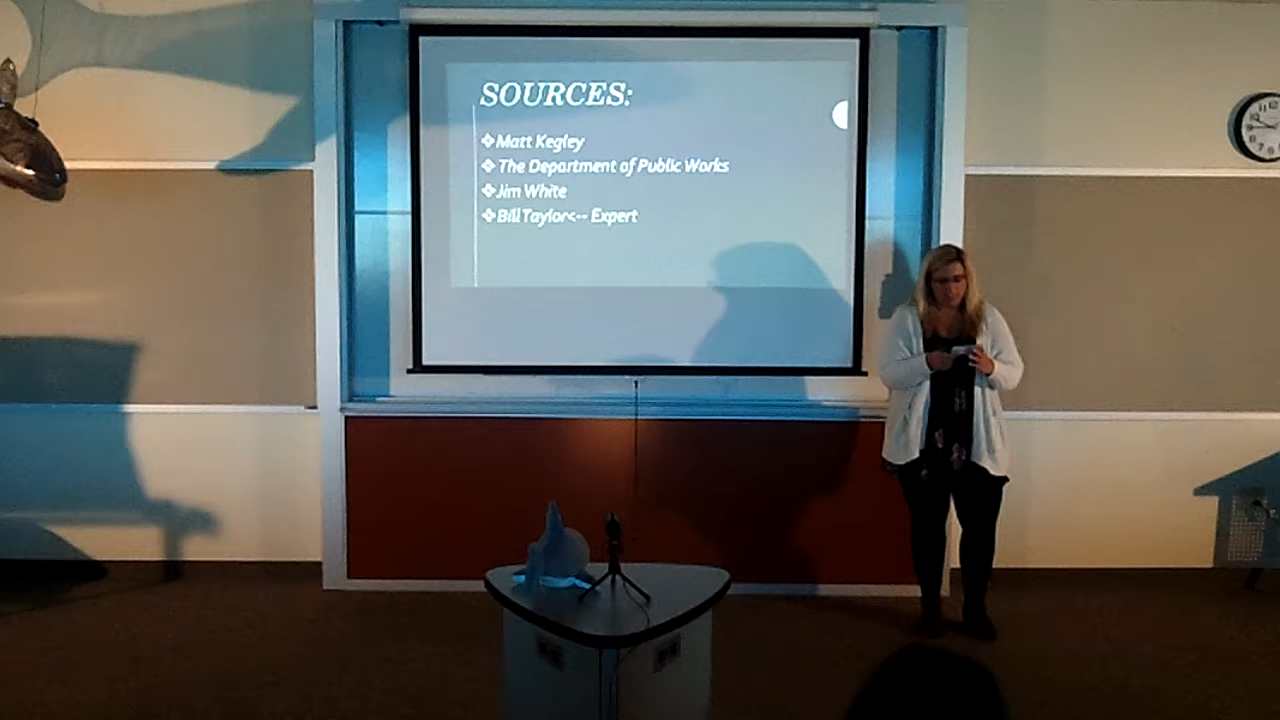 SOURCES:
❖Matt Kegley
❖The Department of Public Works
❖Jim White
❖Bill Taylor<-- Expert